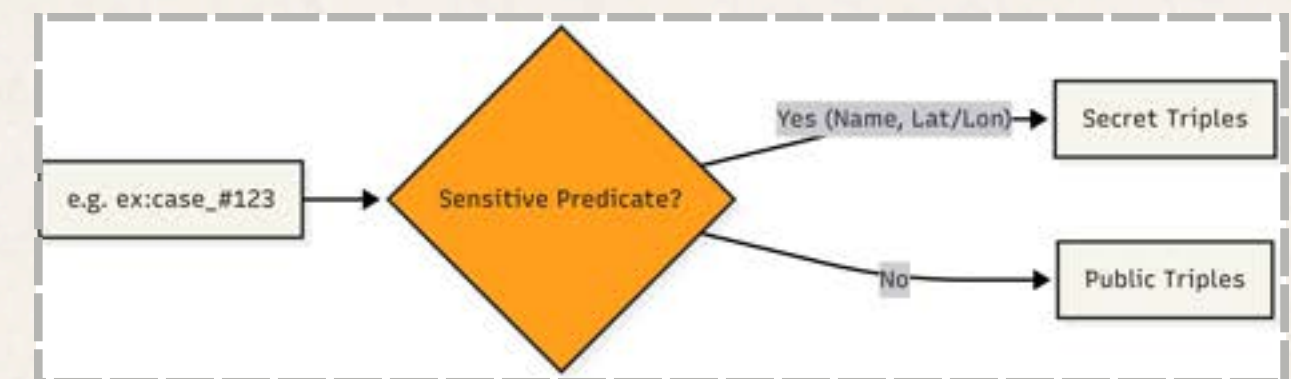 e.g. ex:case_#123
Sensitive Predicate?
Yes (Name, Lat/Lon)
Secret Triples
No
Public Triples